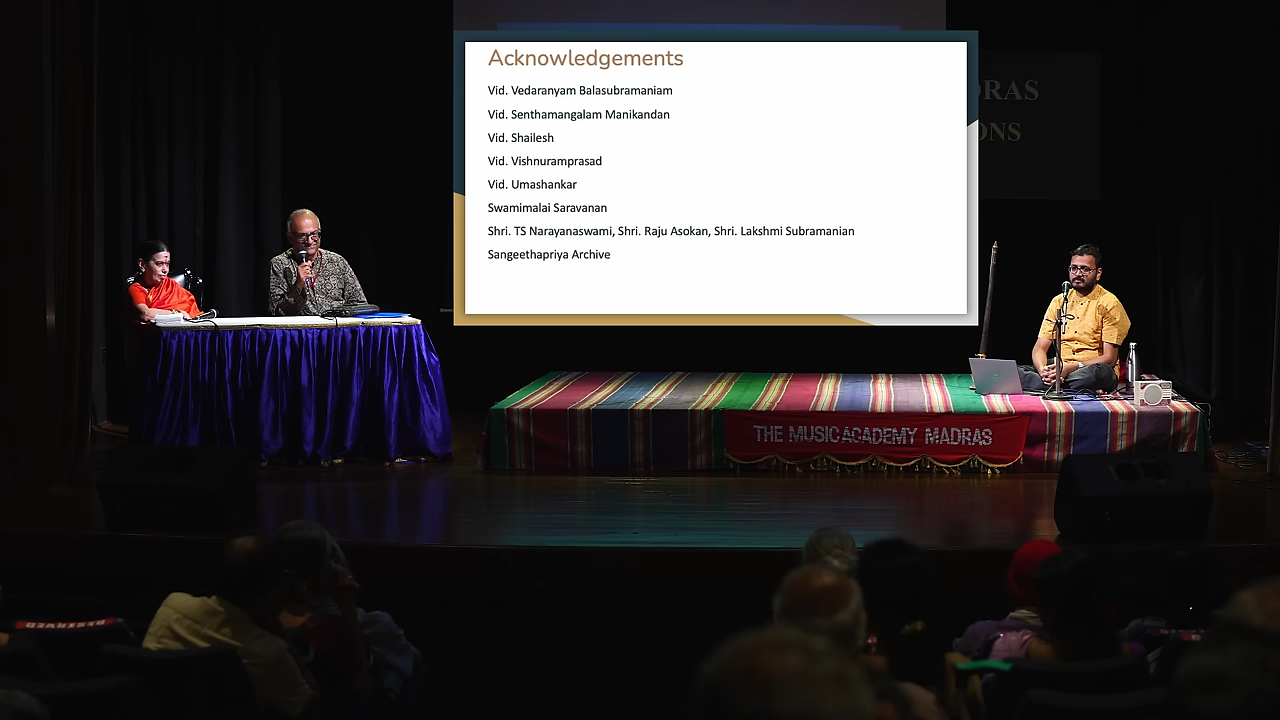 Acknowledgements
Vid. Vedaranyam Balasubramaniam
Vid. Senthamangalam Manikandan
Vid. Shailesh
Vid. Vishnuramprasad
Vid. Umashankar
Swamimalai Saravanan
Shri. TS Narayanaswami, Shri. Raju Asokan, Shri. Lakshmi Subramanian
Sangeethapriya Archive
THE MUSIC ACADEMY MADRAS
RESERVED